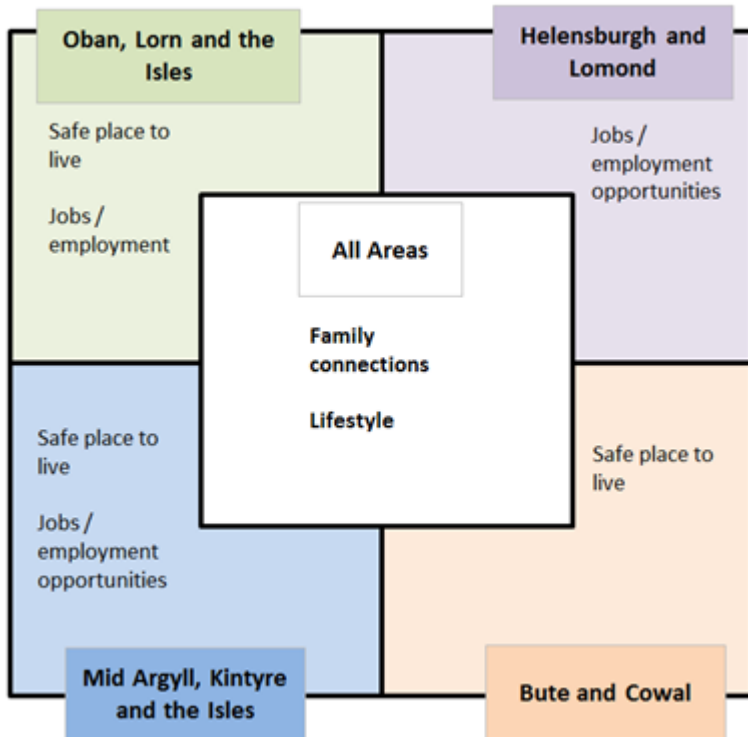 Oban, Lorn and the
Isles
Helensburgh and
Lomond
Safe place to
live
Jobs /
employment
Jobs /
employment
opportunities
All Areas
Family
connections
Lifestyle
Safe place to
live
Jobs /
employment
opportunities
Safe place to
live
Mid Argyll, Kintyre
and the Isles
Bute and Cowal